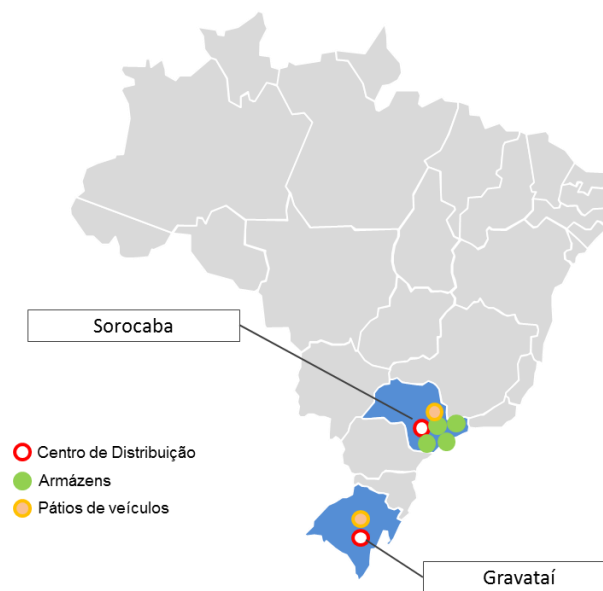 Sorocaba
Centro de Distribuição
Armázens
Pátios de veículos
Gravataí